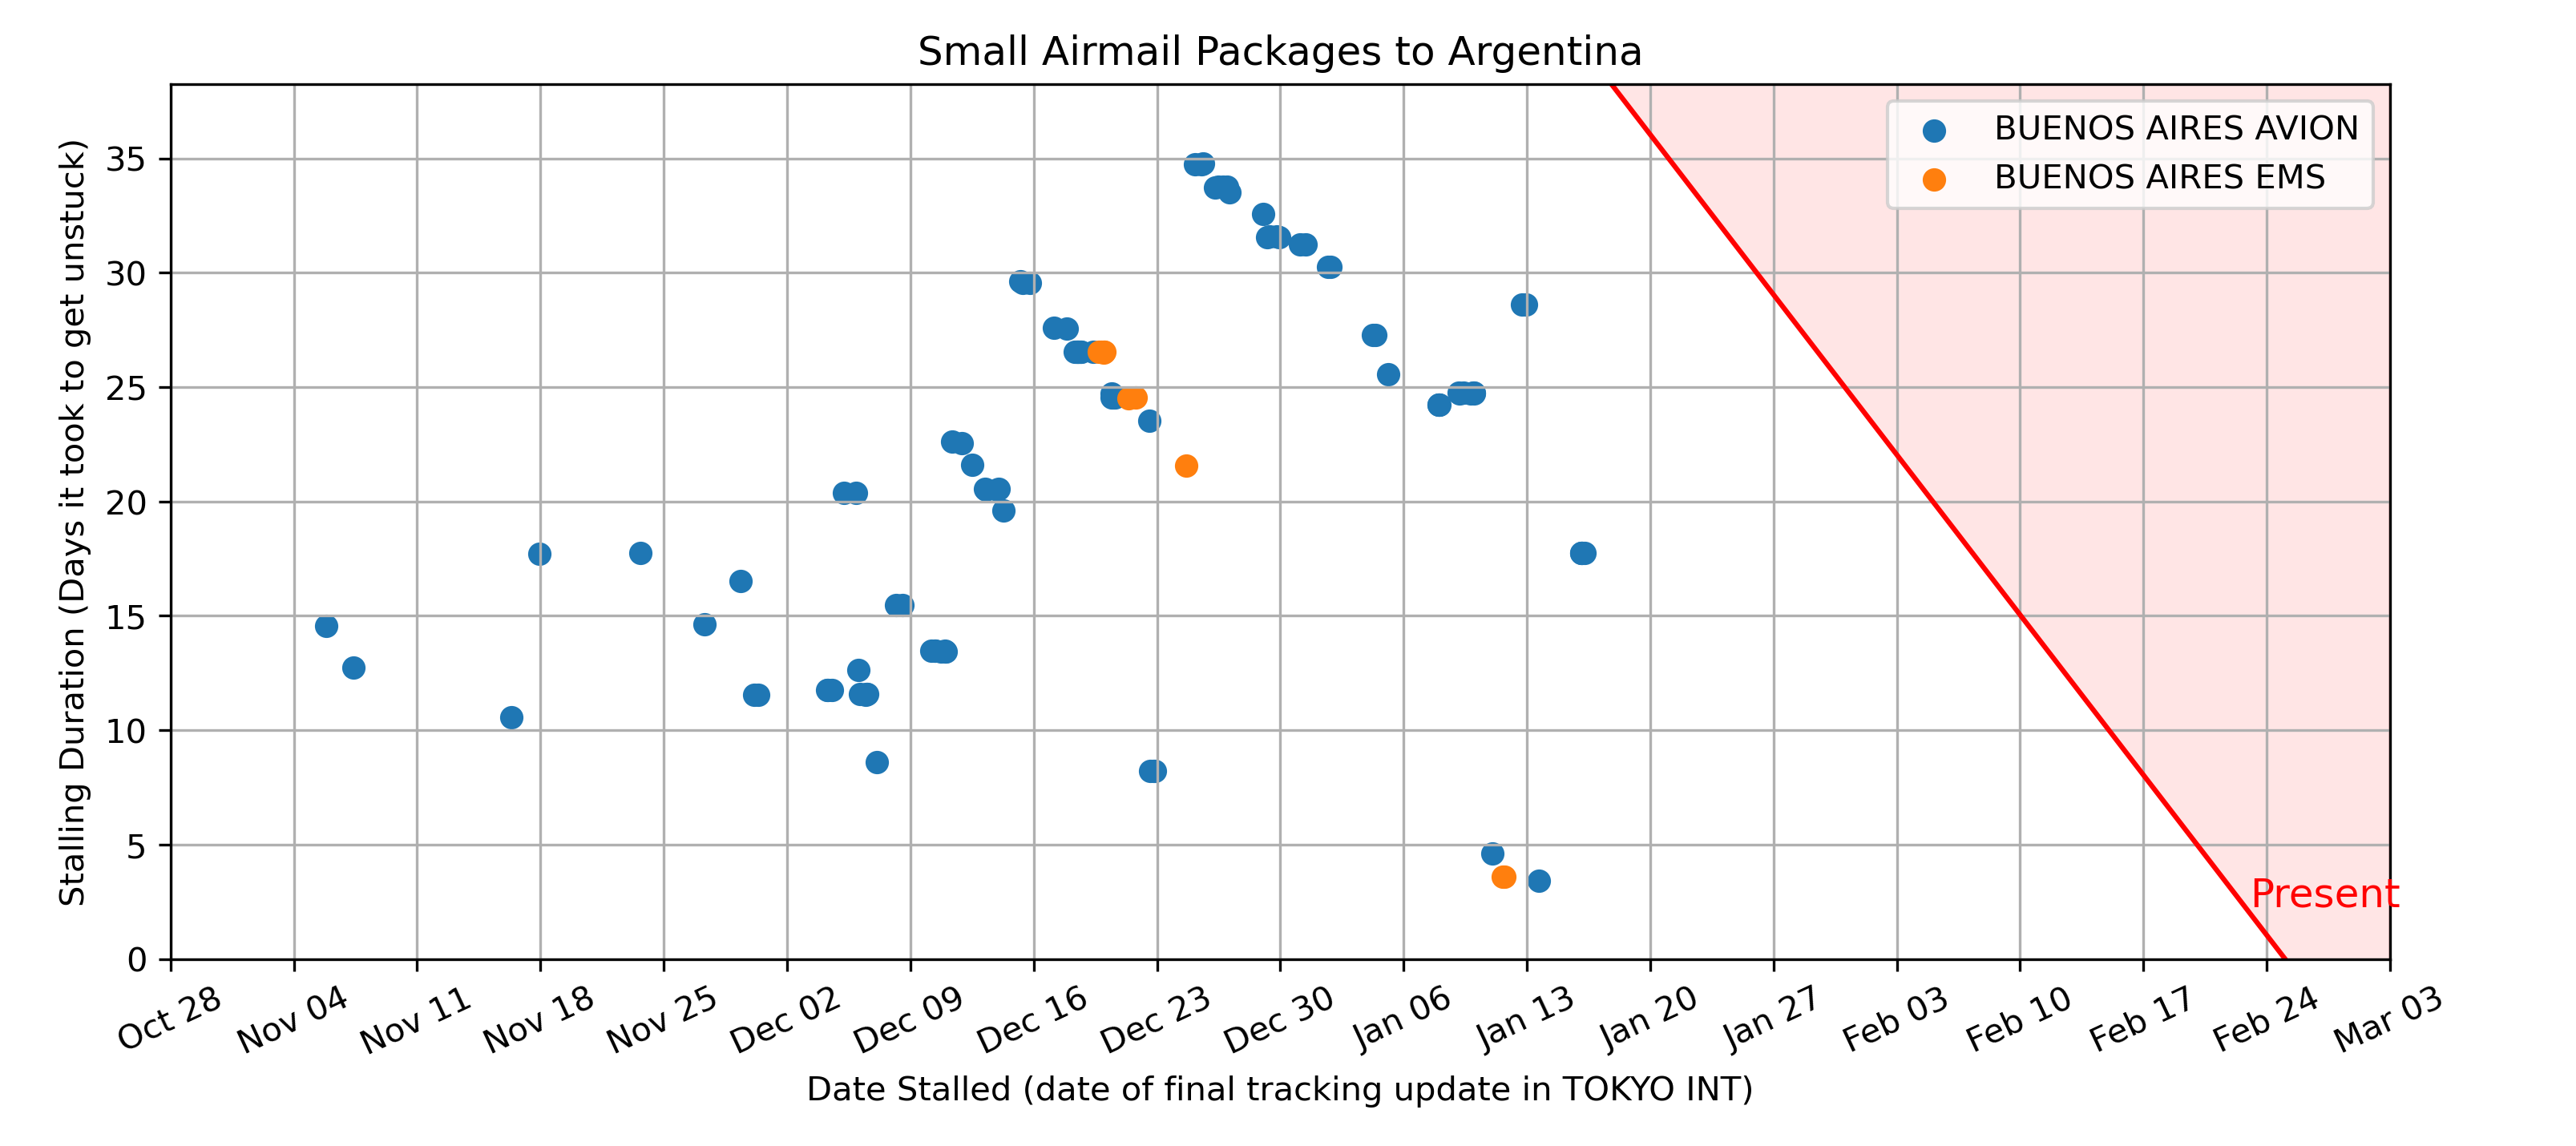 Small Airmail Packages to Argentina
BUENOS AIRES AVION
BUENOS AIRES EMS
Stalling Duration (Days it took to get unstuck)
35
30
25
20
15
10
5
0
Present
Oct 28
Nov 04
Nov 11
Nov 18
Nov 25
Dec 02
Dec 09
Dec 16
Dec 23
Dec 30
Jan 06
Jan 13
Jan 20
Jan 27
Feb 03
Feb 10
Feb 17
Feb 24
Mar 03
Date Stalled (date of final tracking update in TOKYO INT)